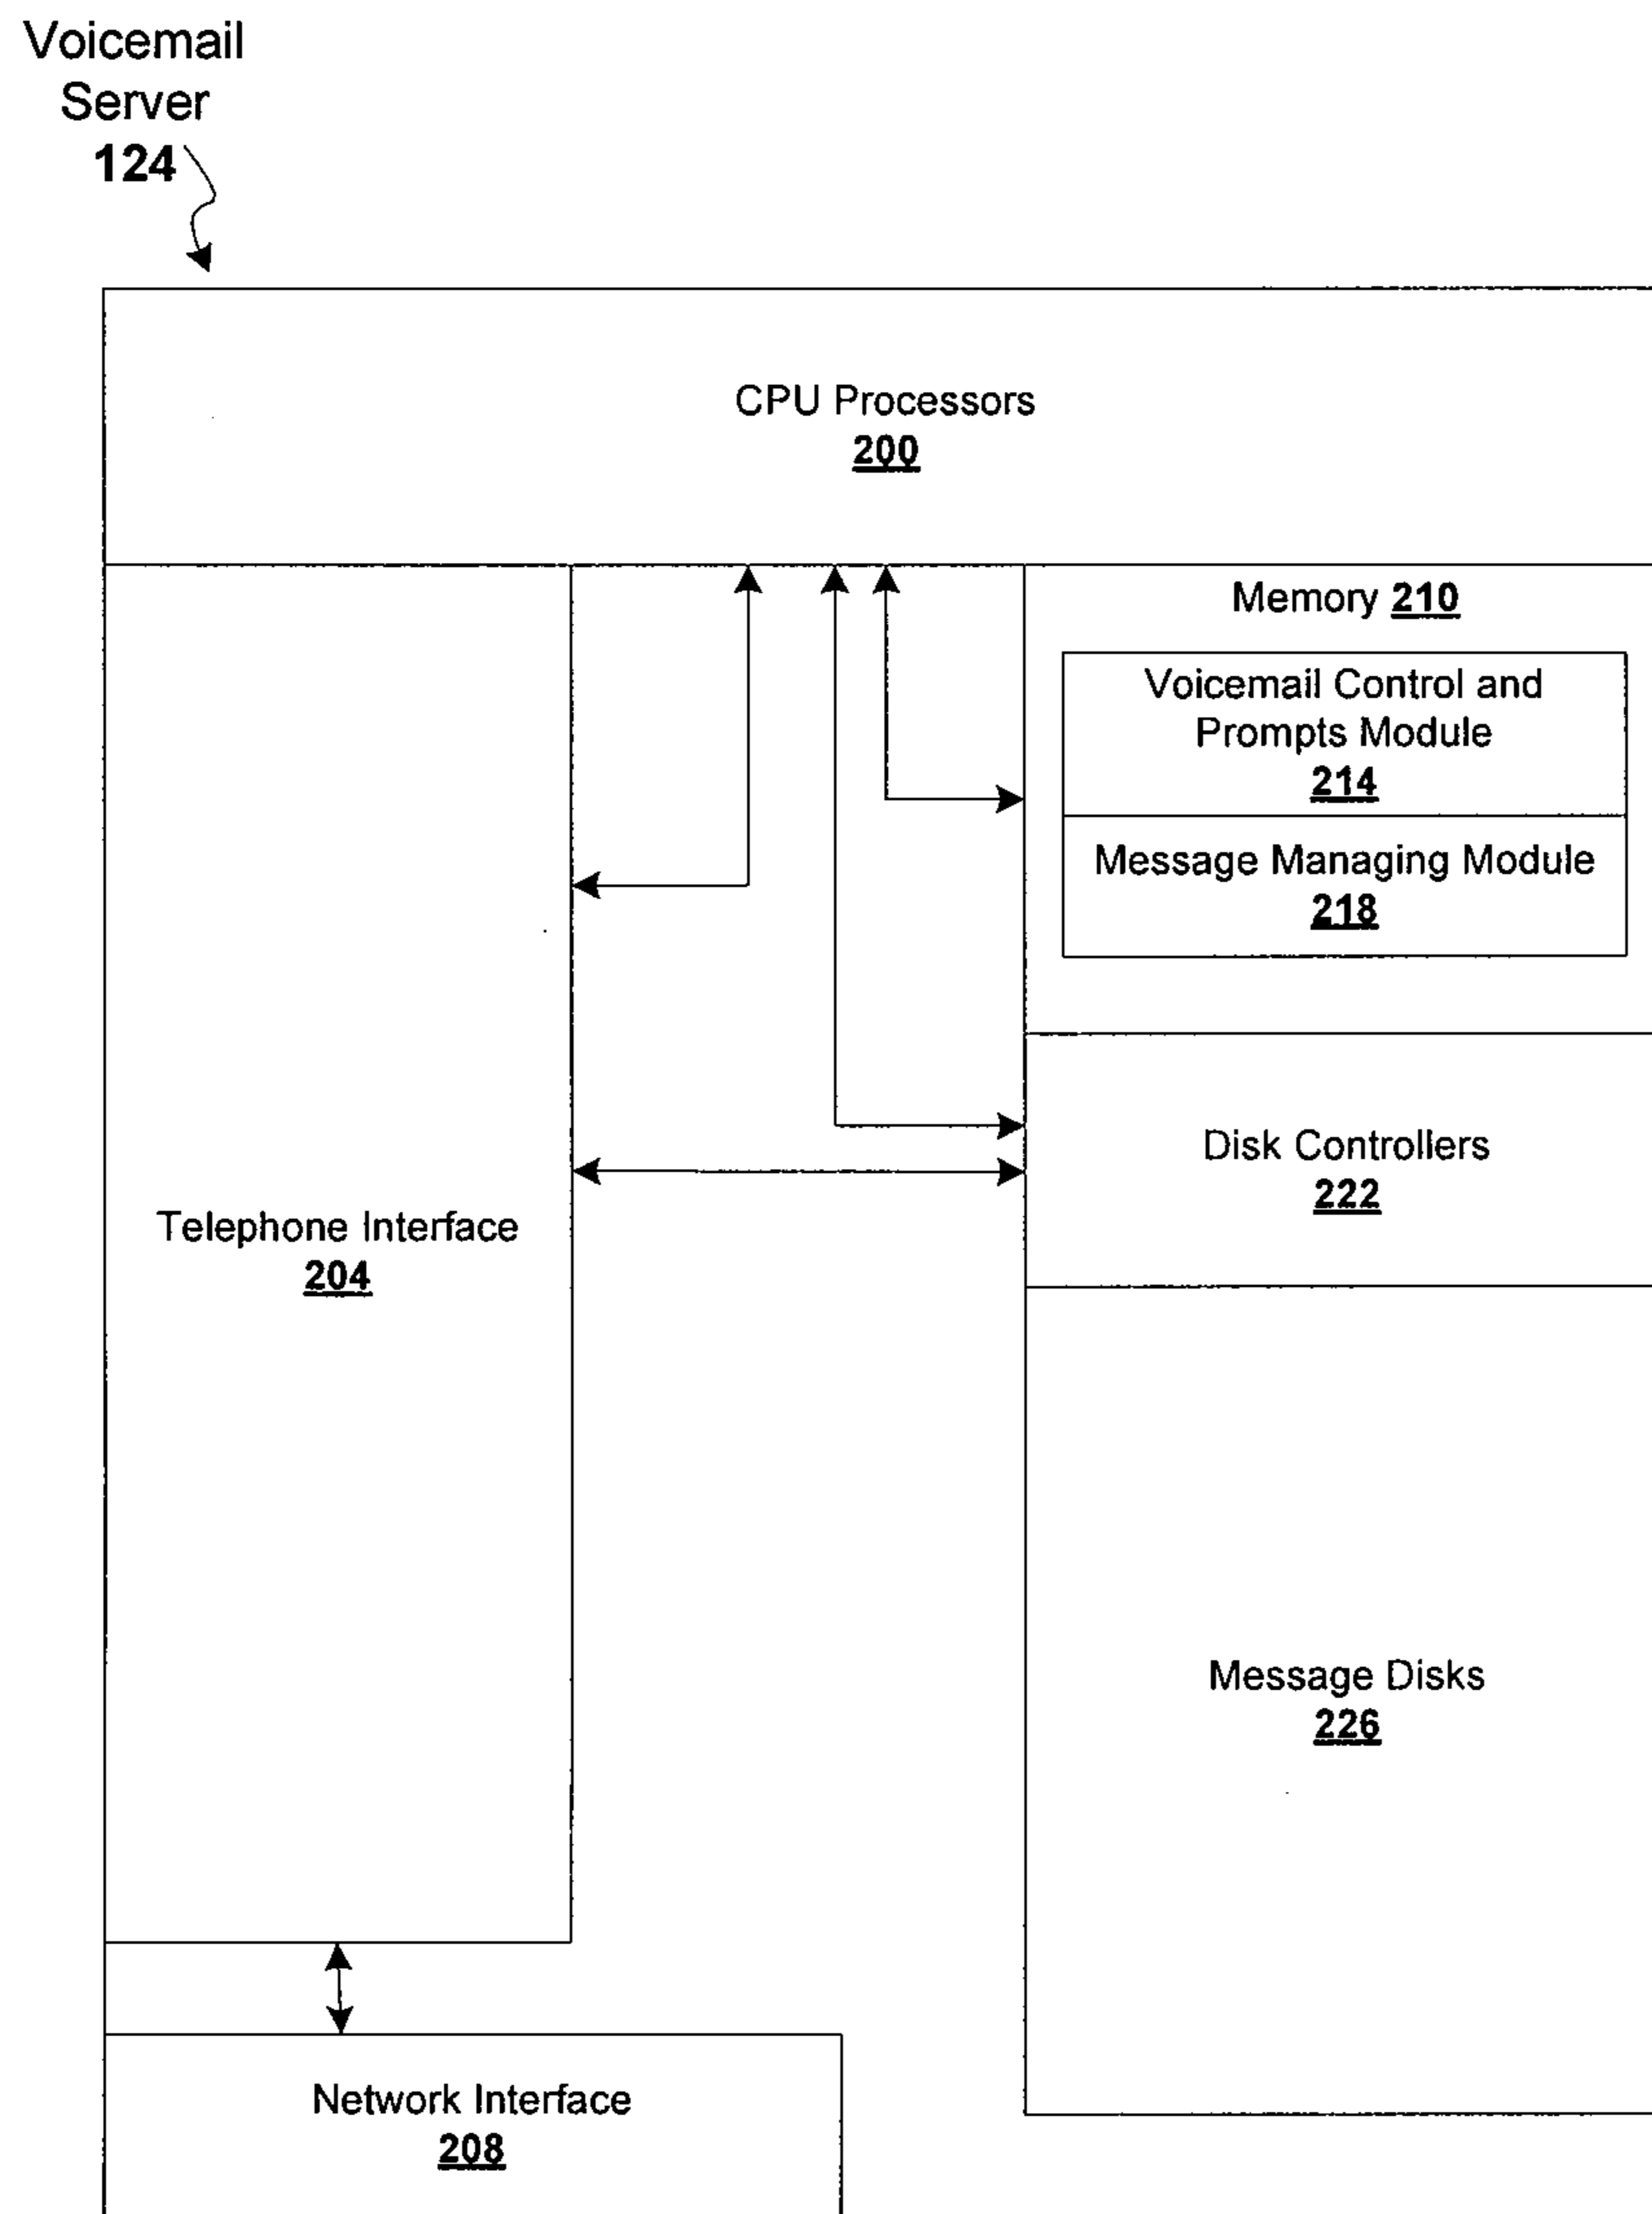 Voicemail
Server
124
CPU Processors
200
Memory 210
Voicemail Control and
Prompts Module
214
Message Managing Module
218
Disk Controllers
222
Telephone Interface
204
Message Disks
226
Network Interface
208